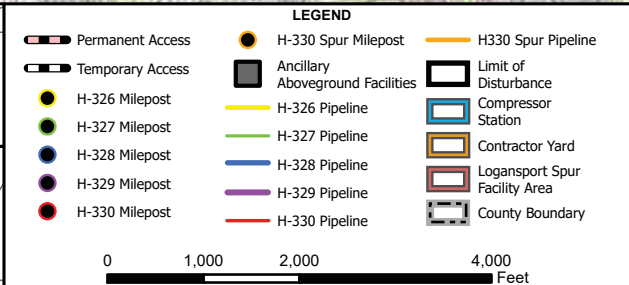 LEGEND
Permanent Access
Temporary Access
H-326 Milepost
H-327 Milepost
H-328 Milepost
H-329 Milepost
H-330 Milepost
H-330 Spur Milepost
Ancillary
Aboveground Facilities
H-326 Pipeline
H-327 Pipeline
H-328 Pipeline
H-329 Pipeline
H-330 Pipeline
H330 Spur Pipeline
Limit of
Disturbance
Compressor
Station
Contractor Yard
Logansport Spur
Facility Area
County Boundary
0 1,000 2,000 4,000
Feet